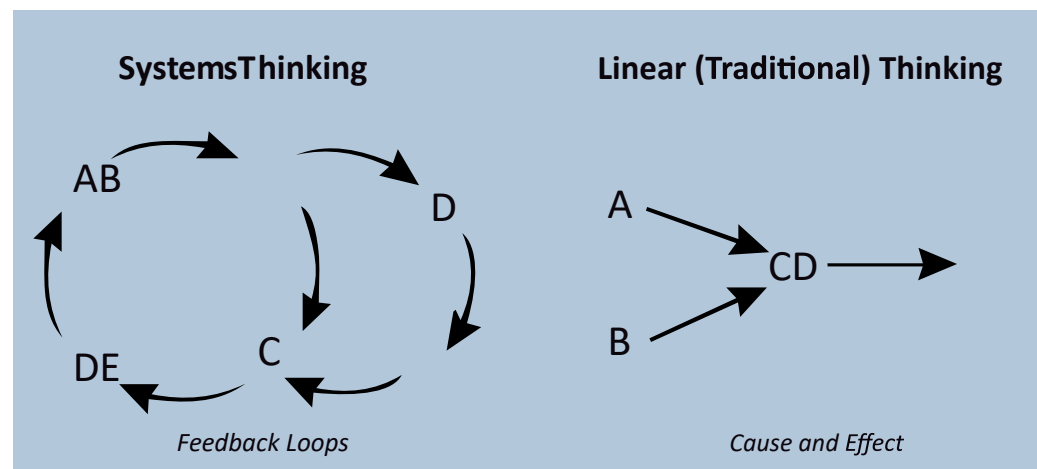 SystemsThinking
Linear (Traditional) Thinking
AB
D
C
DE
Feedback Loops
A
CD
B
Cause and Effect